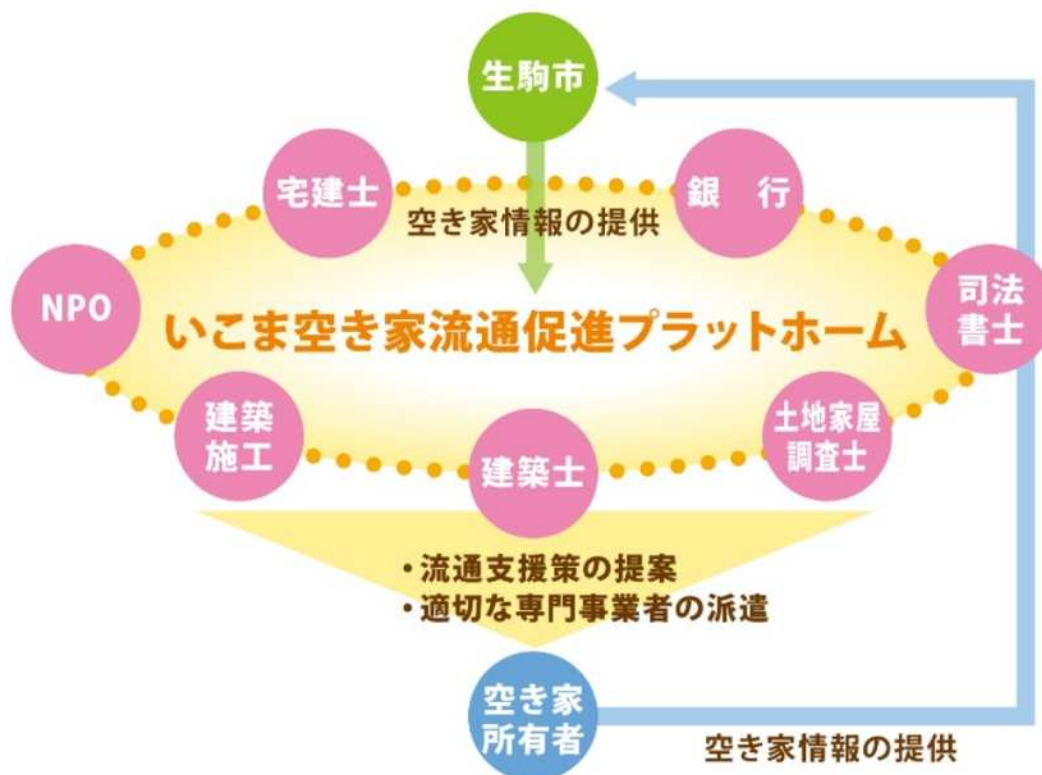 生駒市
宅建士
銀　行
空き家情報の提供
NPO
いこま空き家流通促進プラットホーム
司法
書士
建築
施工
建築士
土地家屋
調査士
・流通支援策の提案
・適切な専門事業者の派遣
空き家
所有者
空き家情報の提供